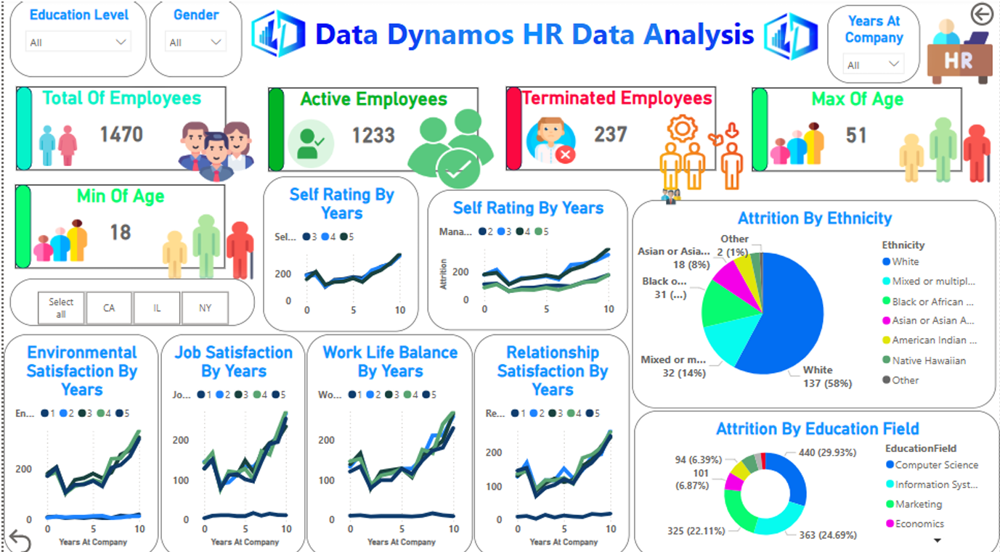 Education Level
All
Gender
All
Data Dynamos HR Data Analysis
Years At
Company
All
HR
Total Of Employees
1470
Active Employees
1233
Terminated Employees
237
Max Of Age
51
Min Of Age
18
Select
all
CA
IL
NY
Self Rating By
Years
Sel...
3
4
5
200
0
0
5
10
Self Rating By Years
Mana...
2
3
4
5
Attrition
200
0
0
5
10
Attrition By Ethnicity
Other
2 (1%)
Asian or Asia...
18 (8%)
Black o...
31 (...)
Mixed or m...
32 (14%)
White
137 (58%)
Ethnicity
White
Mixed or multipl...
Black or African ...
Asian or Asian A...
American Indian ...
Native Hawaiian
Other
Environmental
Satisfaction By
Years
En...
1
2
3
4
5
200
0
0
5
10
Years At Company
Job Satisfaction
By Years
Jo...
1
2
3
4
5
200
100
0
0
5
10
Years At Company
Work Life Balance
By Years
Wo...
1
2
3
4
5
200
100
0
0
5
10
Years At Company
Relationship
Satisfaction By
Years
Re...
1
2
3
4
5
200
100
0
0
5
10
Years At Company
Attrition By Education Field
94 (6.39%)
101
(6.87%)
325 (22.11%)
440 (29.93%)
363 (24.69%)
EducationField
Computer Science
Information Syst...
Marketing
Economics